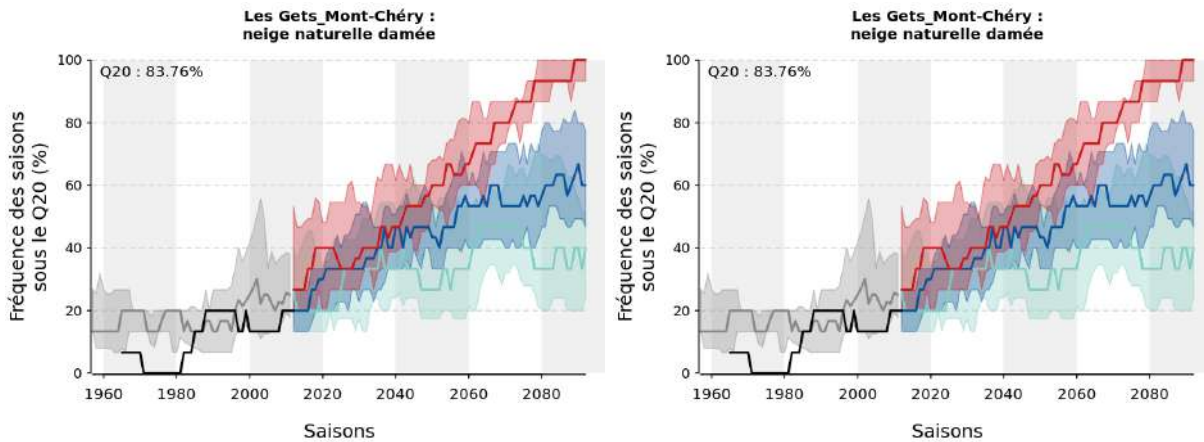 Les Gets_Mont-Chéry :
neige naturelle damée
Q20 : 83.76%
Fréquence des saisons
sous le Q20 (%)
100
80
60
40
20
0
1960 1980 2000 2020 2040 2060 2080
Saisons
Les Gets_Mont-Chéry :
neige naturelle damée
Q20 : 83.76%
Fréquence des saisons
sous le Q20 (%)
100
80
60
40
20
0
1960 1980 2000 2020 2040 2060 2080
Saisons